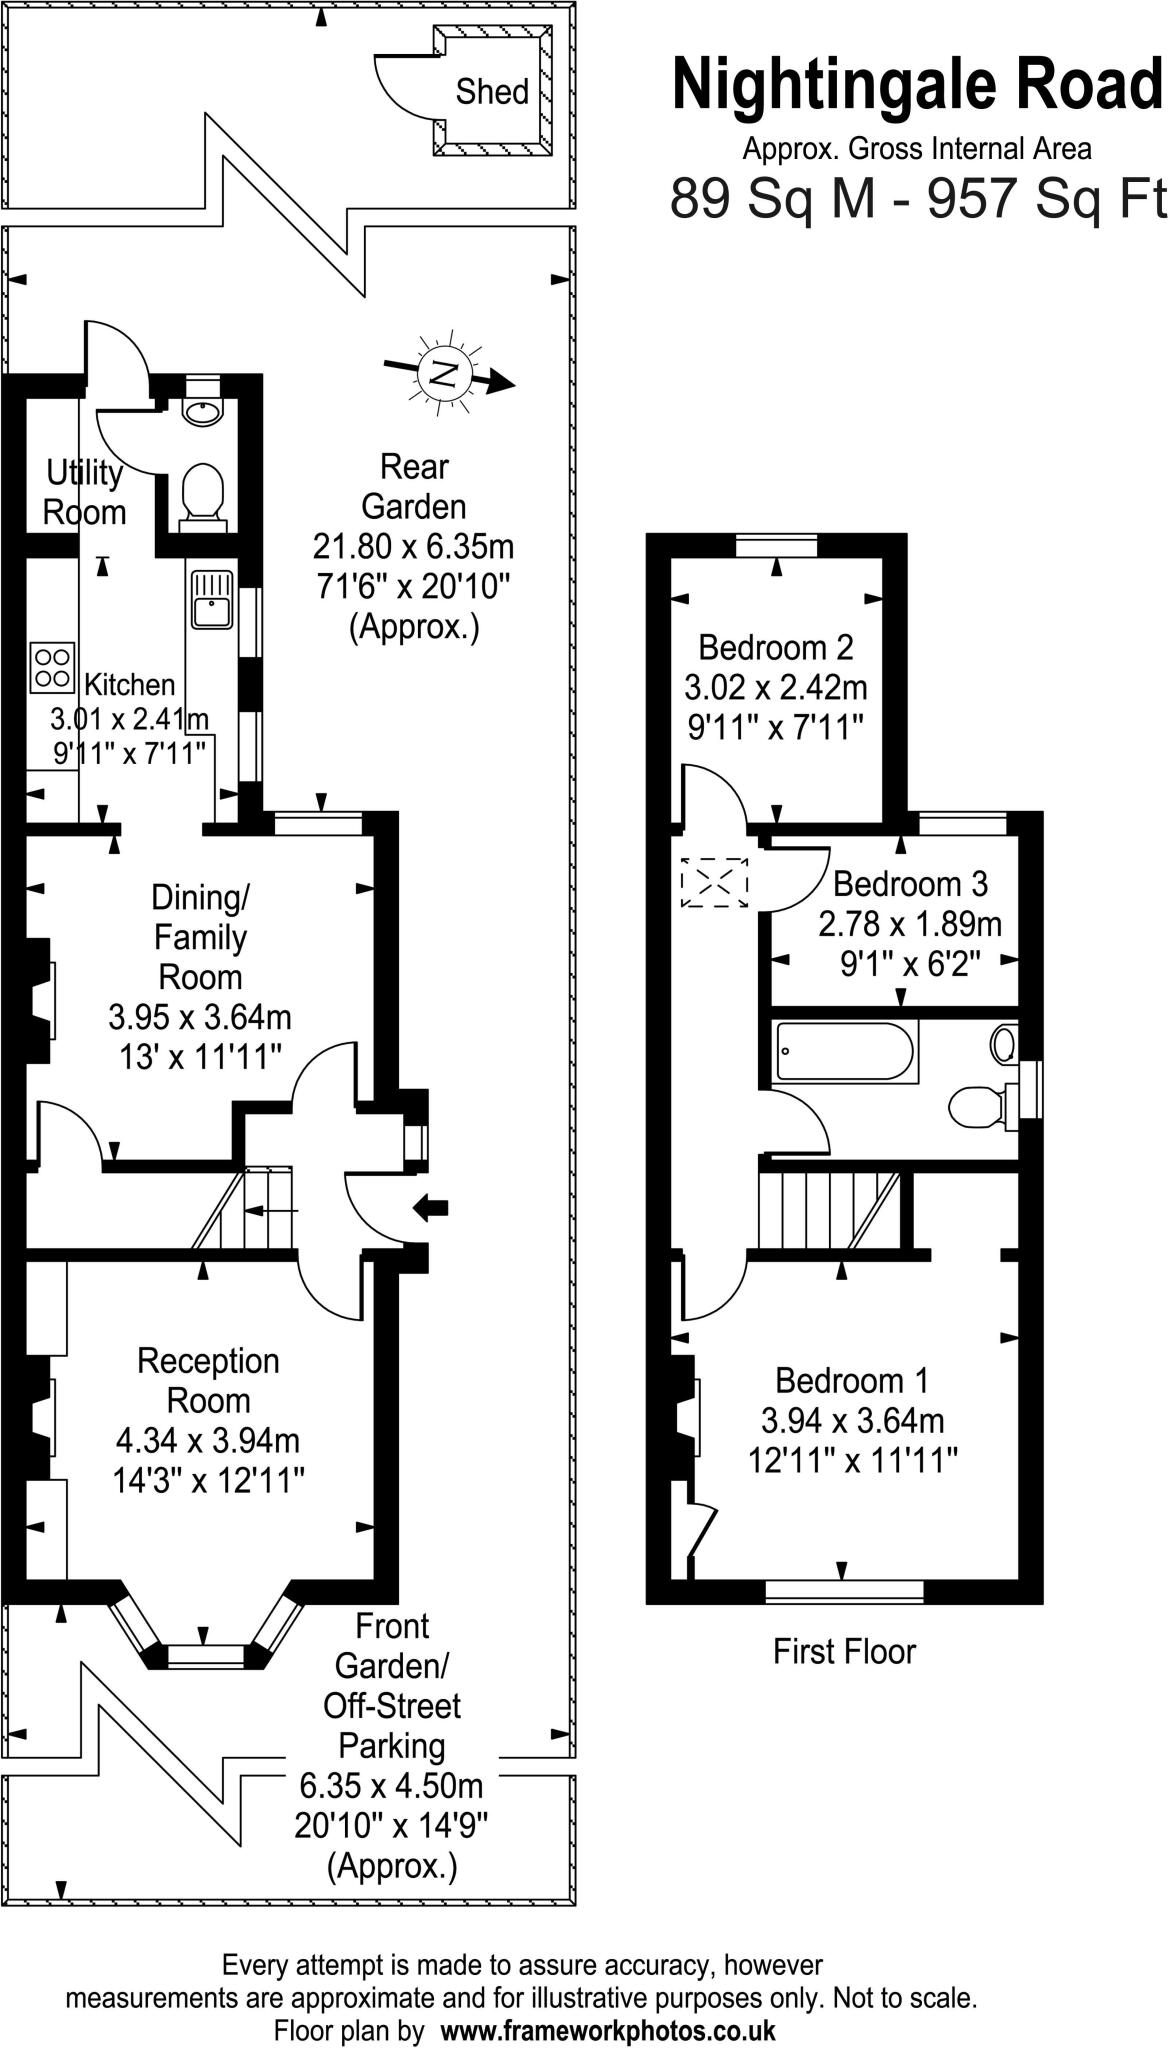 Nightingale Road
Approx. Gross Internal Area
89 Sq M - 957 Sq Ft
Shed
N
Utility
Room
Rear
Garden
21.80 x 6.35m
71'6" x 20'10"
(Approx.)
Kitchen
3.01 x 2.41m
9'11" x 7'11"
Dining/
Family
Room
3.95 x 3.64m
13' x 11'11"
Reception
Room
4.34 x 3.94m
14'3" x 12'11"
Front
Garden/
Off-Street
Parking
6.35 x 4.50m
20'10" x 14'9"
(Approx.)
Bedroom 2
3.02 x 2.42m
9'11" x 7'11"
Bedroom 3
2.78 x 1.89m
9'1" x 6'2"
Bedroom 1
3.94 x 3.64m
12'11" x 11'11"
First Floor
Every attempt is made to assure accuracy, however
measurements are approximate and for illustrative purposes only. Not to scale.
Floor plan by www.frameworkphotos.co.uk